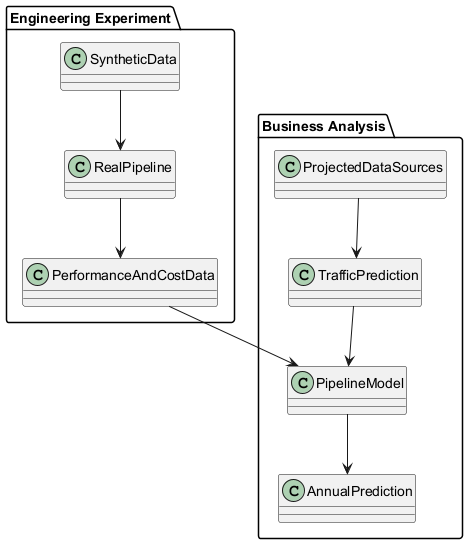 Engineering Experiment
C SyntheticData
C RealPipeline
C PerformanceAndCostData
Business Analysis
C ProjectedDataSources
C TrafficPrediction
C PipelineModel
C AnnualPrediction